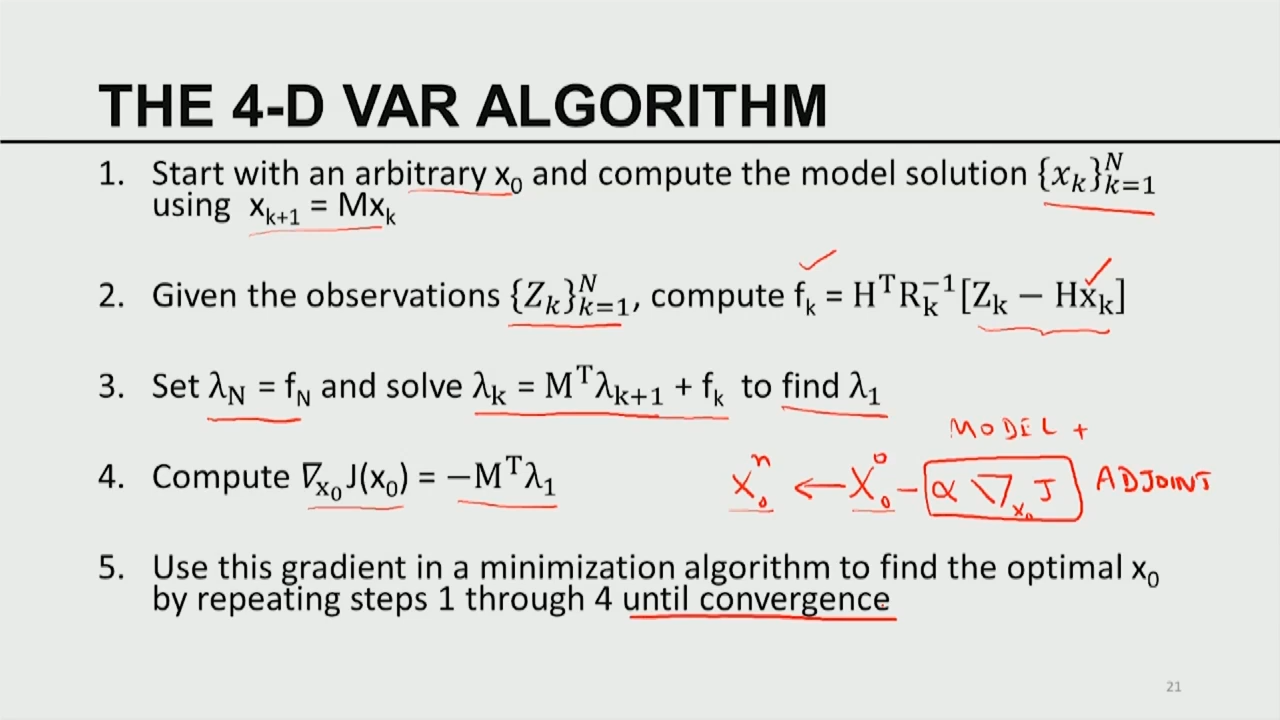 THE 4-D VAR ALGORITHM
1. Start with an arbitrary x₀ and compute the model solution {xₖ}ᴺₖ₌₁
using xₖ₊₁ = Mxₖ
2. Given the observations {Zₖ}ᴺₖ₌₁, compute fₖ = HᵀRₖ⁻¹[Zₖ − Hxₖ]
3. Set λ_N = f_N and solve λₖ = Mᵀλₖ₊₁ + fₖ to find λ₁
MODEL +
4. Compute ∇ₓ₀J(x₀) = −Mᵀλ₁
X₀ⁿ ← X₀⁰ − α ∇ₓ₀ J ADJOINT
5. Use this gradient in a minimization algorithm to find the optimal x₀
by repeating steps 1 through 4 until convergence
21